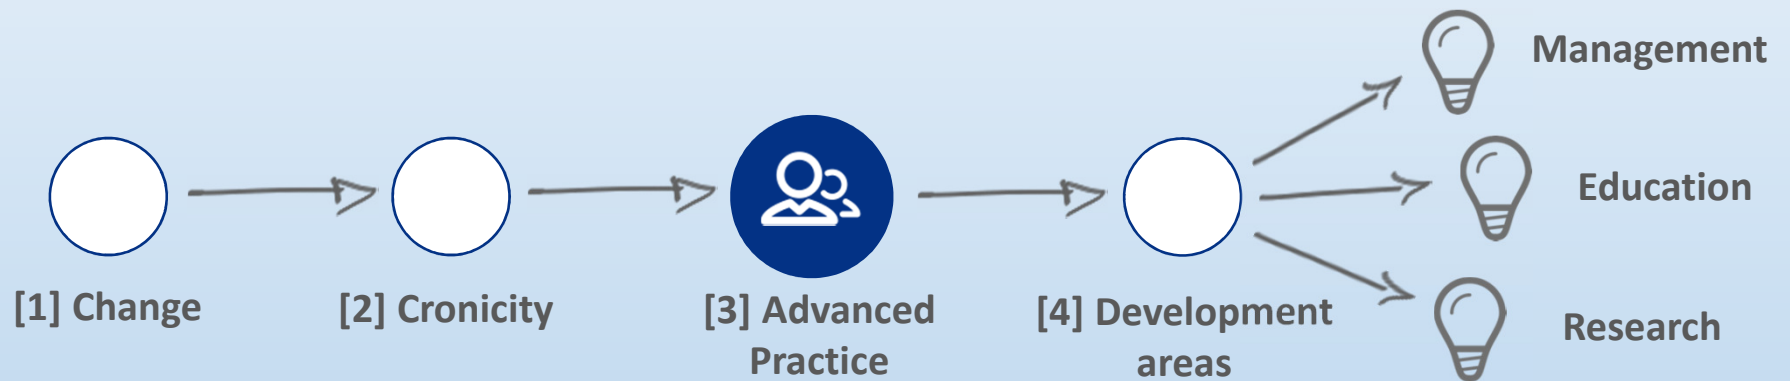 [1] Change
[2] Cronicity
[3] Advanced
Practice
[4] Development
areas
Management
Education
Research